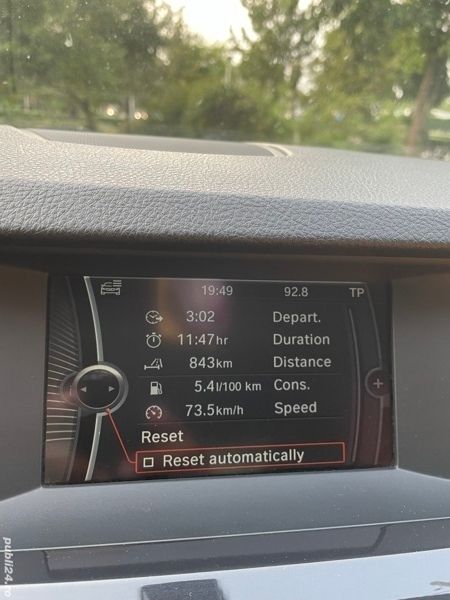 19:49 92.8 TP
3:02 Depart.
11:47hr Duration
843km Distance
5.4l/100 km Cons.
73.5km/h Speed
Reset
Reset automatically
publi24.ro